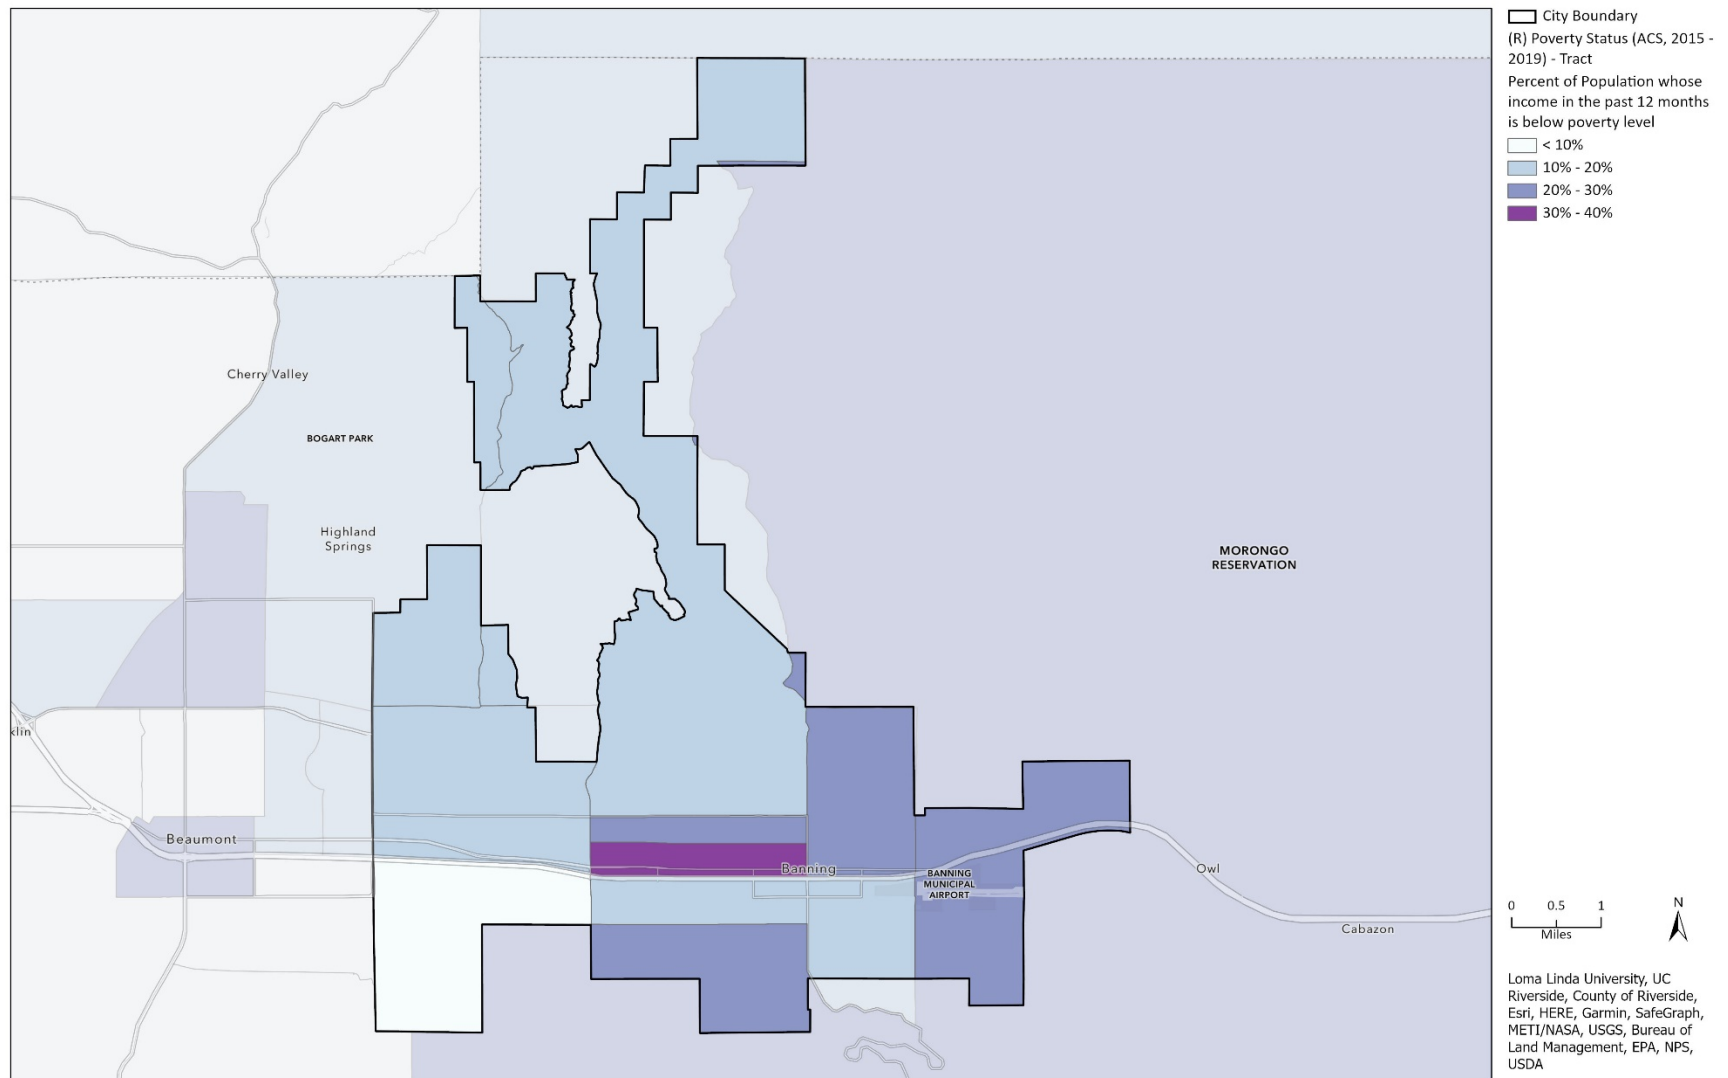 City Boundary
(R) Poverty Status (ACS, 2015 -
2019) - Tract
Percent of Population whose
income in the past 12 months
is below poverty level
< 10%
10% - 20%
20% - 30%
30% - 40%
Cherry Valley
BOGART PARK
Highland
Springs
MORONGO
RESERVATION
klin
Beaumont
Banning
BANNING
MUNICIPAL
AIRPORT
Owl
Cabazon
0 0.5 1
Miles
N
Loma Linda University, UC
Riverside, County of Riverside,
Esri, HERE, Garmin, SafeGraph,
METI/NASA, USGS, Bureau of
Land Management, EPA, NPS,
USDA